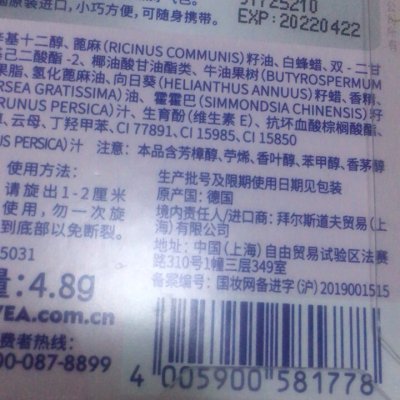 固原装进口,小巧方便,可随身携带。
31725210
EXP: 20220422
辛基十二醇、蓖麻(RICINUS COMMUNIS)籽油、白蜂蜡、双-二甘
己二酸酯-2、椰油酸甘油酯类、牛油果树(BUTYROSPERMUM
果脂、氢化蓖麻油、向日葵(HELIANTHUS ANNUUS)籽蜡、香精、
ERSEA GRATISSIMA)油、霍霍巴(SIMMONDSIA CHINENSIS)籽
RUNUS PERSICA)汁、生育酚(维生素E)、抗坏血酸棕榈酸酯、
、云母、丁羟甲苯、CI 77891、CI 15985、CI 15850
US PERSICA)汁 注意:本品含芳樟醇、苧烯、香叶醇、苯甲醇、香茅醇
使用方法:
请旋出1-2厘米
使用,勿一次旋
到底部以免断裂。
生产批号及限期使用日期见包装
原产国:德国
境内责任人/进口商:拜尔斯道夫贸易(上
海)有限公司
地址:中国(上海)自由贸易试验区法赛
路310号1幢三层349室
备案编号:国妆网备进字(沪)2019001515
5031
量:4.8g
VEA.com.cn
费者热线:
00-087-8899
4 005900 581778